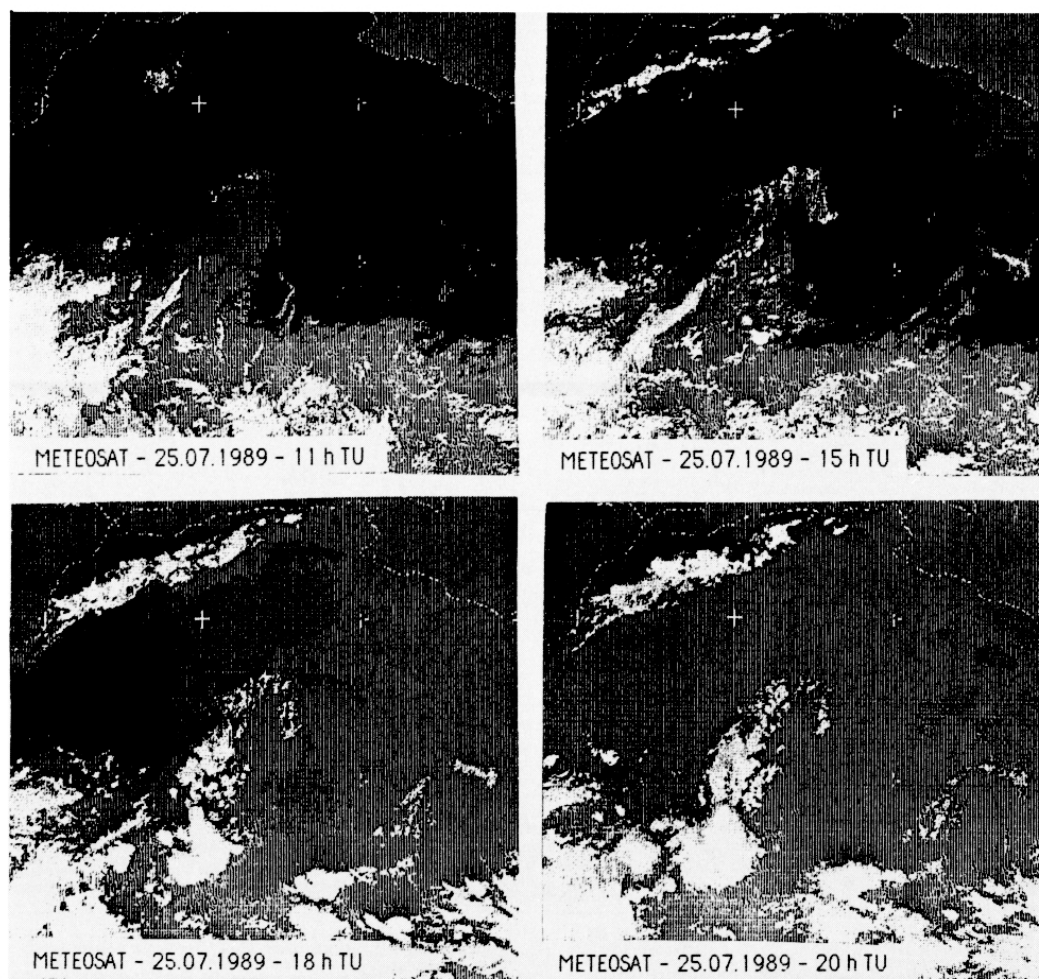 METEOSAT - 25.07.1989 - 11 h TU
METEOSAT - 25.07.1989 - 15 h TU
METEOSAT - 25.07.1989 - 18 h TU
METEOSAT - 25.07.1989 - 20 h TU